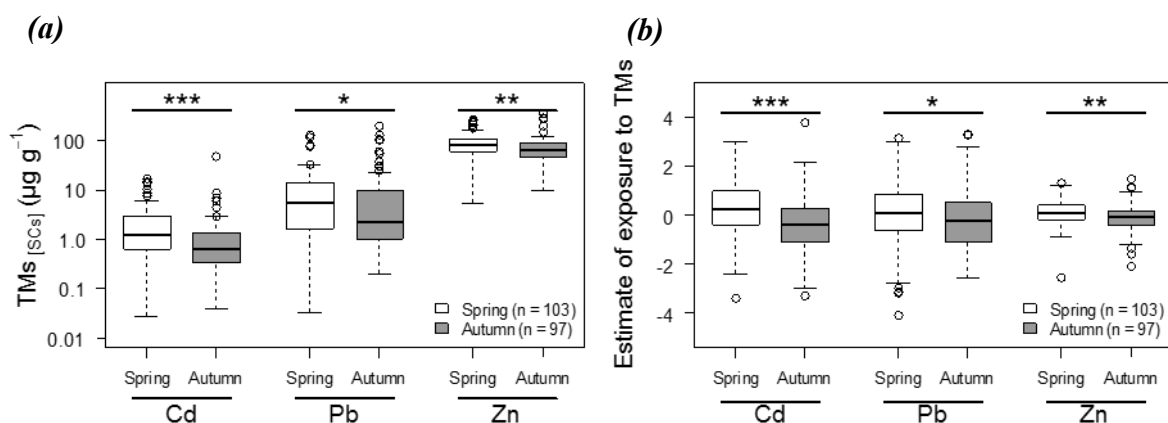 (a)
TMs [SCs] (µg g⁻¹)
100
10
1.0
0.1
0.01
*** * **
Spring (n = 103)
Autumn (n = 97)
Spring Autumn Spring Autumn Spring Autumn
Cd Pb Zn
(b)
Estimate of exposure to TMs
4
2
0
-2
-4
*** * **
Spring (n = 103)
Autumn (n = 97)
Spring Autumn Spring Autumn Spring Autumn
Cd Pb Zn